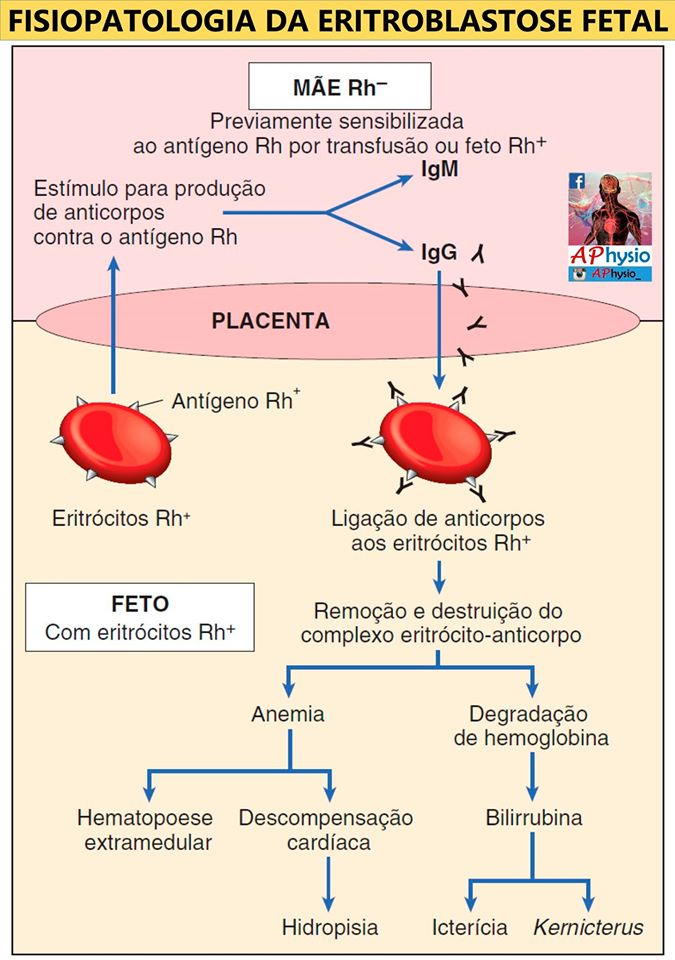 FISIOPATOLOGIA DA ERITROBLASTOSE FETAL
MÃE Rh–
Previamente sensibilizada
ao antígeno Rh por transfusão ou feto Rh+
IgM
Estímulo para produção
de anticorpos
contra o antígeno Rh
IgG
f
APhysio
APhysio_
PLACENTA
Antígeno Rh+
Eritrócitos Rh+
Ligação de anticorpos
aos eritrócitos Rh+
FETO
Com eritrócitos Rh+
Remoção e destruição do
complexo eritrócito-anticorpo
Anemia
Degradação
de hemoglobina
Hematopoese
extramedular
Descompensação
cardíaca
Bilirrubina
Hidropisia
Icterícia
Kernicterus